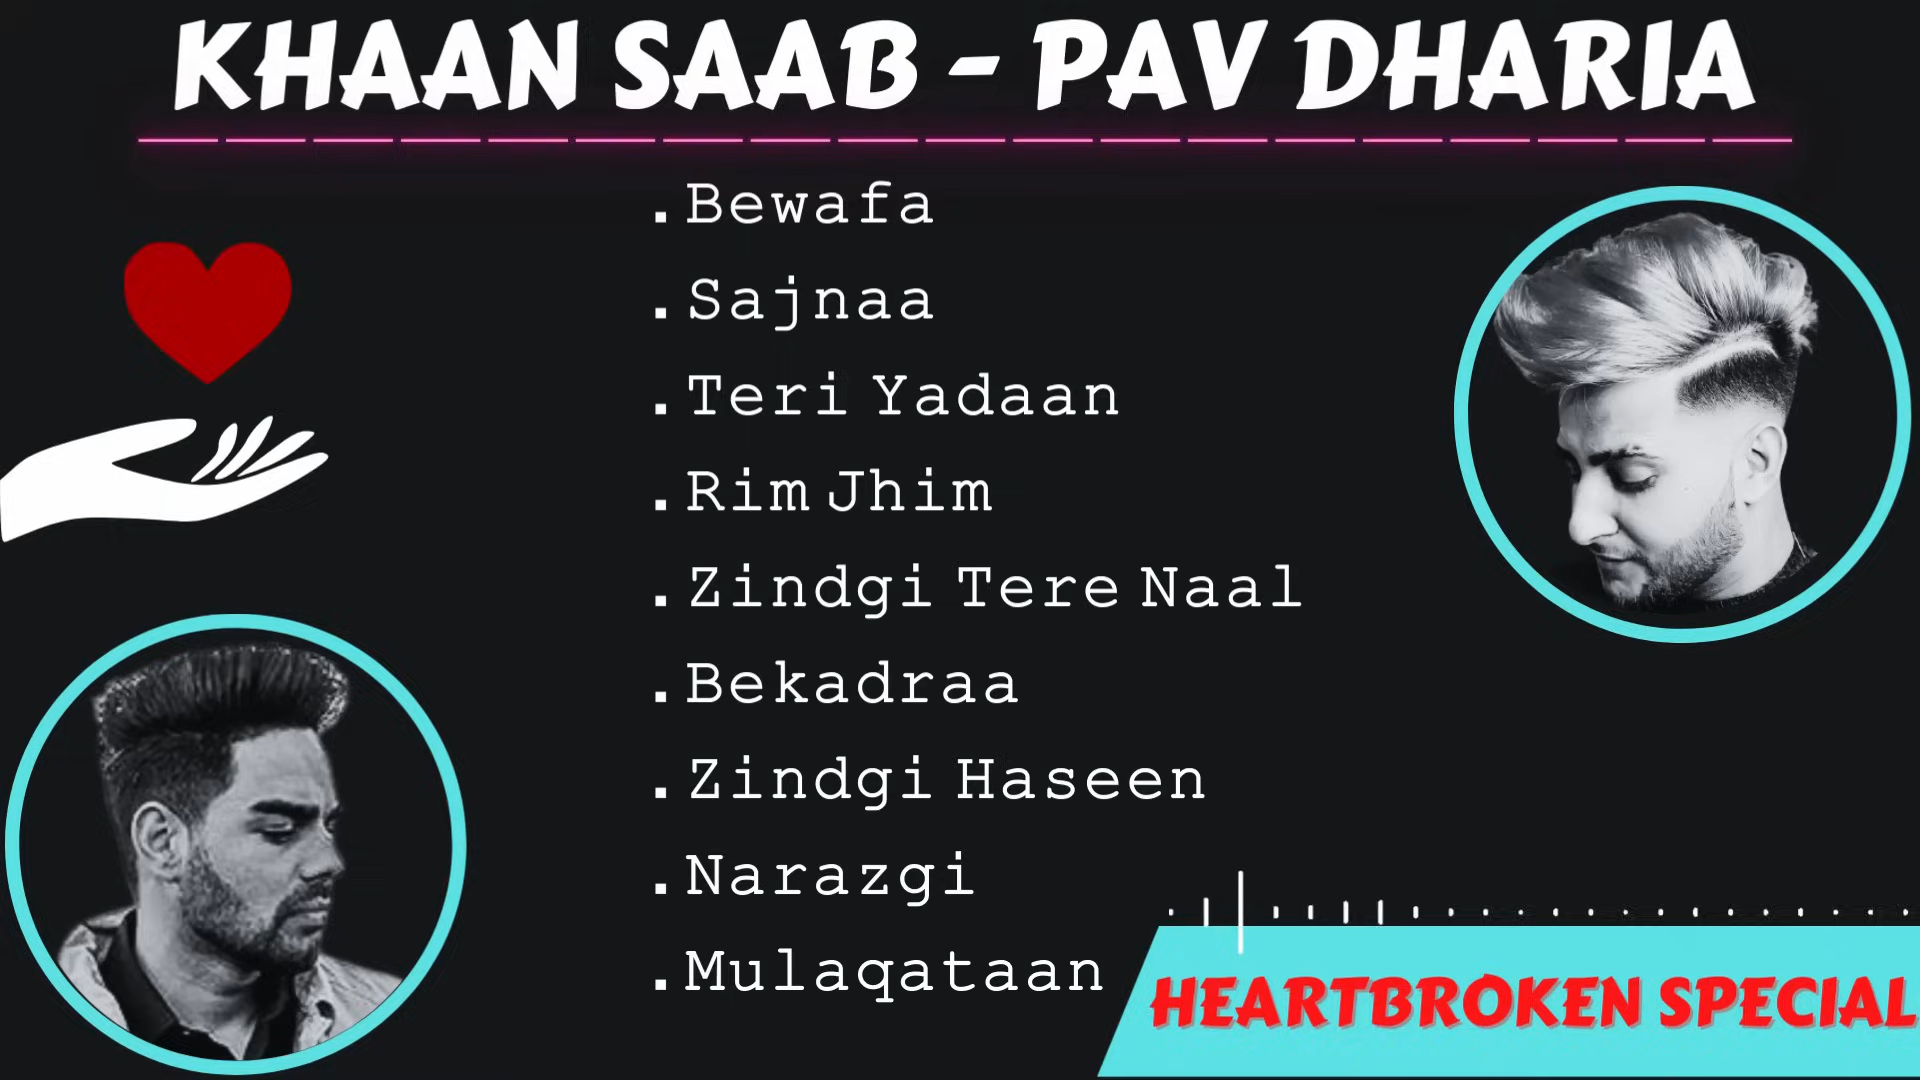 KHAAN SAAB - PAV DHARIA
.Bewafa
.Sajnaa
.Teri Yadaan
.Rim Jhim
.Zindgi Tere Naal
.Bekadraa
.Zindgi Haseen
.Narazgi
.Mulaqataan
HEARTBROKEN SPECIAL